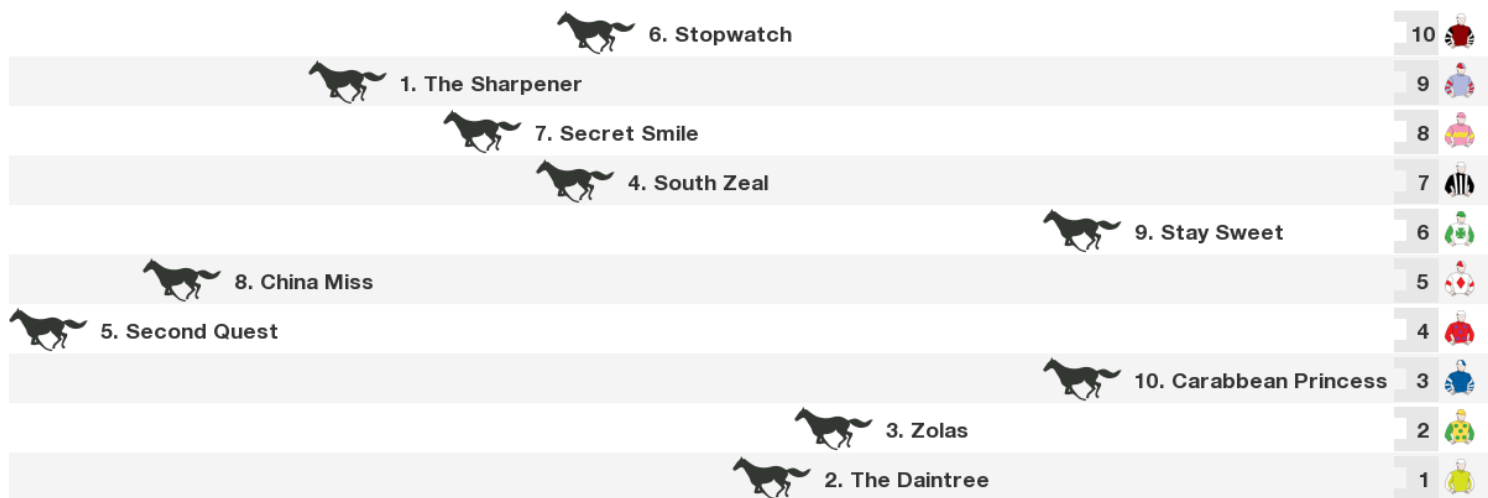 6. Stopwatch 10
1. The Sharpener 9
7. Secret Smile 8
4. South Zeal 7
9. Stay Sweet 6
8. China Miss 5
5. Second Quest 4
10. Carabbean Princess 3
3. Zolas 2
2. The Daintree 1